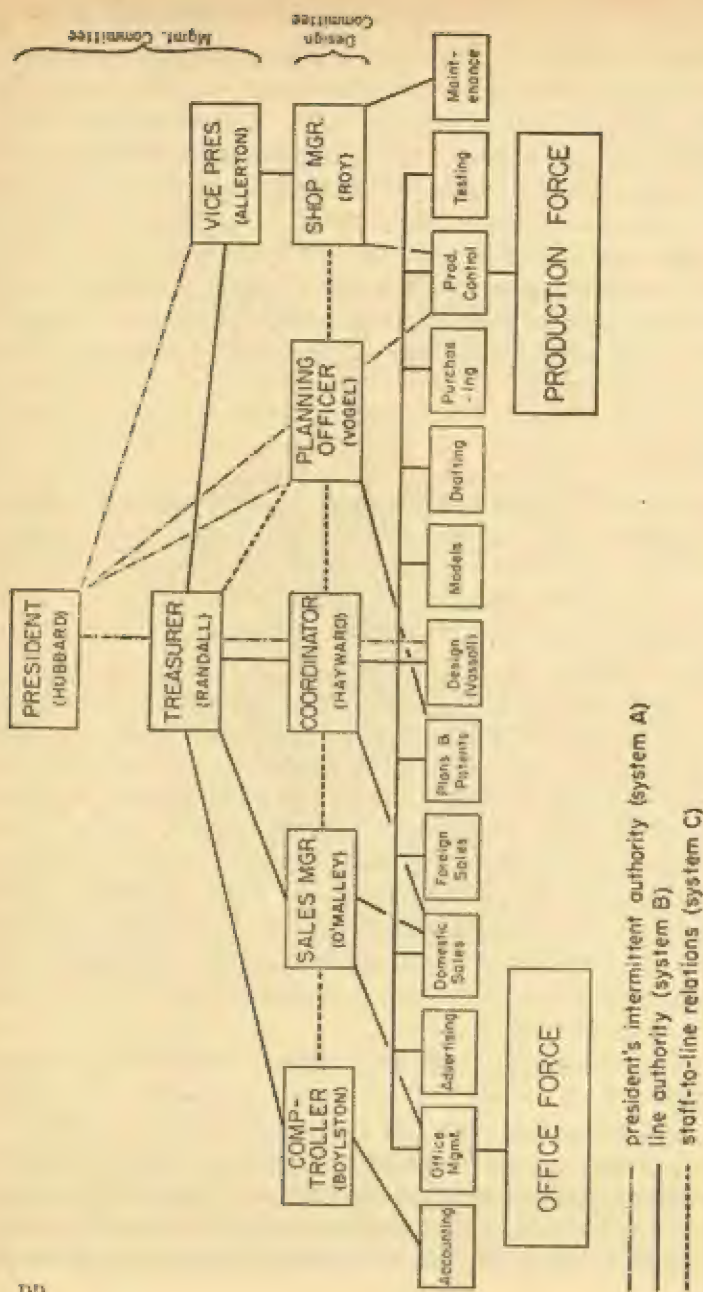 PRESIDENT
(HUBBARD)
Mgmt. Committee
TREASURER
(RANDALL)
VICE PRES.
(ALLERTON)
Design
Committee
COMP-
TROLLER
(BOYLSTON)
SALES MGR.
(O'MALLEY)
COORDINATOR
(HAYWARD)
PLANNING
OFFICER
(VOGEL)
SHOP MGR.
(ROY)
Accounting
Office
Mgmt.
Advertising
Domestic
Sales
Foreign
Sales
Plans &
Patents
Design
(Vassall)
Models
Drafting
Purchas
-ing
Prod.
Control
Testing
Maint-
enance
OFFICE FORCE
PRODUCTION FORCE
president's intermittent authority (system A)
line authority (system B)
staff-to-line relations (system C)